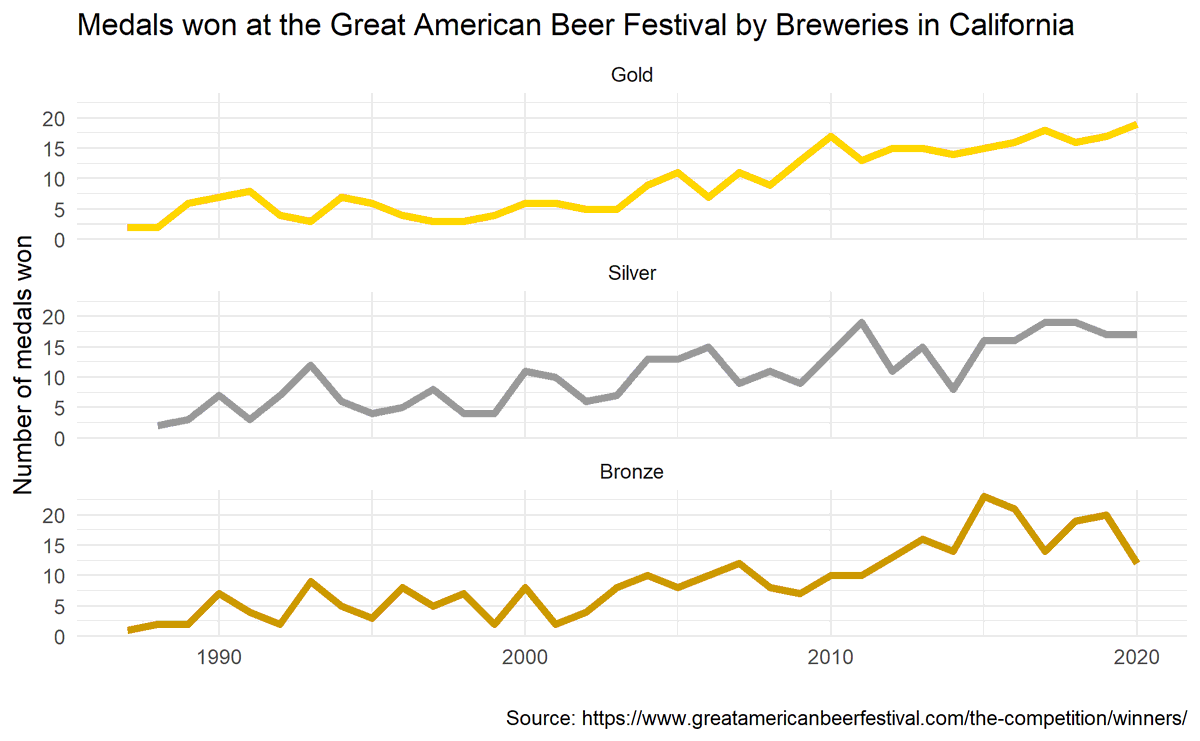 Medals won at the Great American Beer Festival by Breweries in California
Number of medals won
Gold
20
15
10
5
0
Silver
20
15
10
5
0
Bronze
20
15
10
5
0
1990 2000 2010 2020
Source: https://www.greatamericanbeerfestival.com/the-competition/winners/